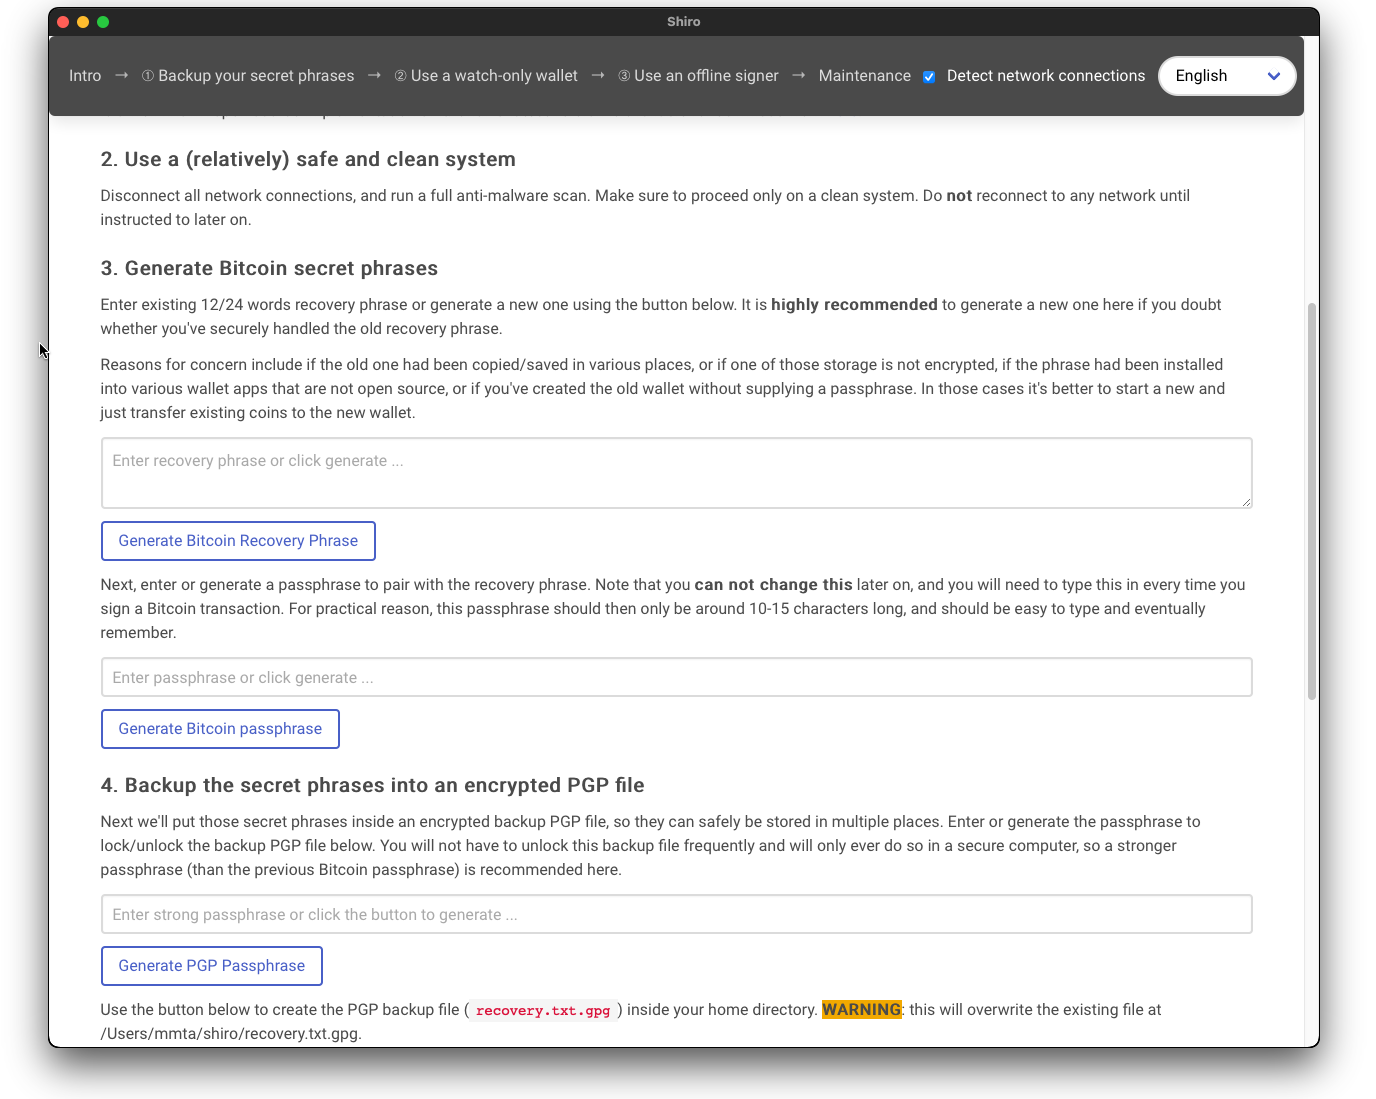 Shiro
Intro → ① Backup your secret phrases → ② Use a watch-only wallet → ③ Use an offline signer → Maintenance Detect network connections English
2. Use a (relatively) safe and clean system
Disconnect all network connections, and run a full anti-malware scan. Make sure to proceed only on a clean system. Do not reconnect to any network until
instructed to later on.
3. Generate Bitcoin secret phrases
Enter existing 12/24 words recovery phrase or generate a new one using the button below. It is highly recommended to generate a new one here if you doubt
whether you've securely handled the old recovery phrase.
Reasons for concern include if the old one had been copied/saved in various places, or if one of those storage is not encrypted, if the phrase had been installed
into various wallet apps that are not open source, or if you've created the old wallet without supplying a passphrase. In those cases it's better to start a new and
just transfer existing coins to the new wallet.
Enter recovery phrase or click generate ...
Generate Bitcoin Recovery Phrase
Next, enter or generate a passphrase to pair with the recovery phrase. Note that you can not change this later on, and you will need to type this in every time you
sign a Bitcoin transaction. For practical reason, this passphrase should then only be around 10-15 characters long, and should be easy to type and eventually
remember.
Enter passphrase or click generate ...
Generate Bitcoin passphrase
4. Backup the secret phrases into an encrypted PGP file
Next we'll put those secret phrases inside an encrypted backup PGP file, so they can safely be stored in multiple places. Enter or generate the passphrase to
lock/unlock the backup PGP file below. You will not have to unlock this backup file frequently and will only ever do so in a secure computer, so a stronger
passphrase (than the previous Bitcoin passphrase) is recommended here.
Enter strong passphrase or click the button to generate ...
Generate PGP Passphrase
Use the button below to create the PGP backup file ( recovery.txt.gpg ) inside your home directory. WARNING: this will overwrite the existing file at
/Users/mmta/shiro/recovery.txt.gpg.